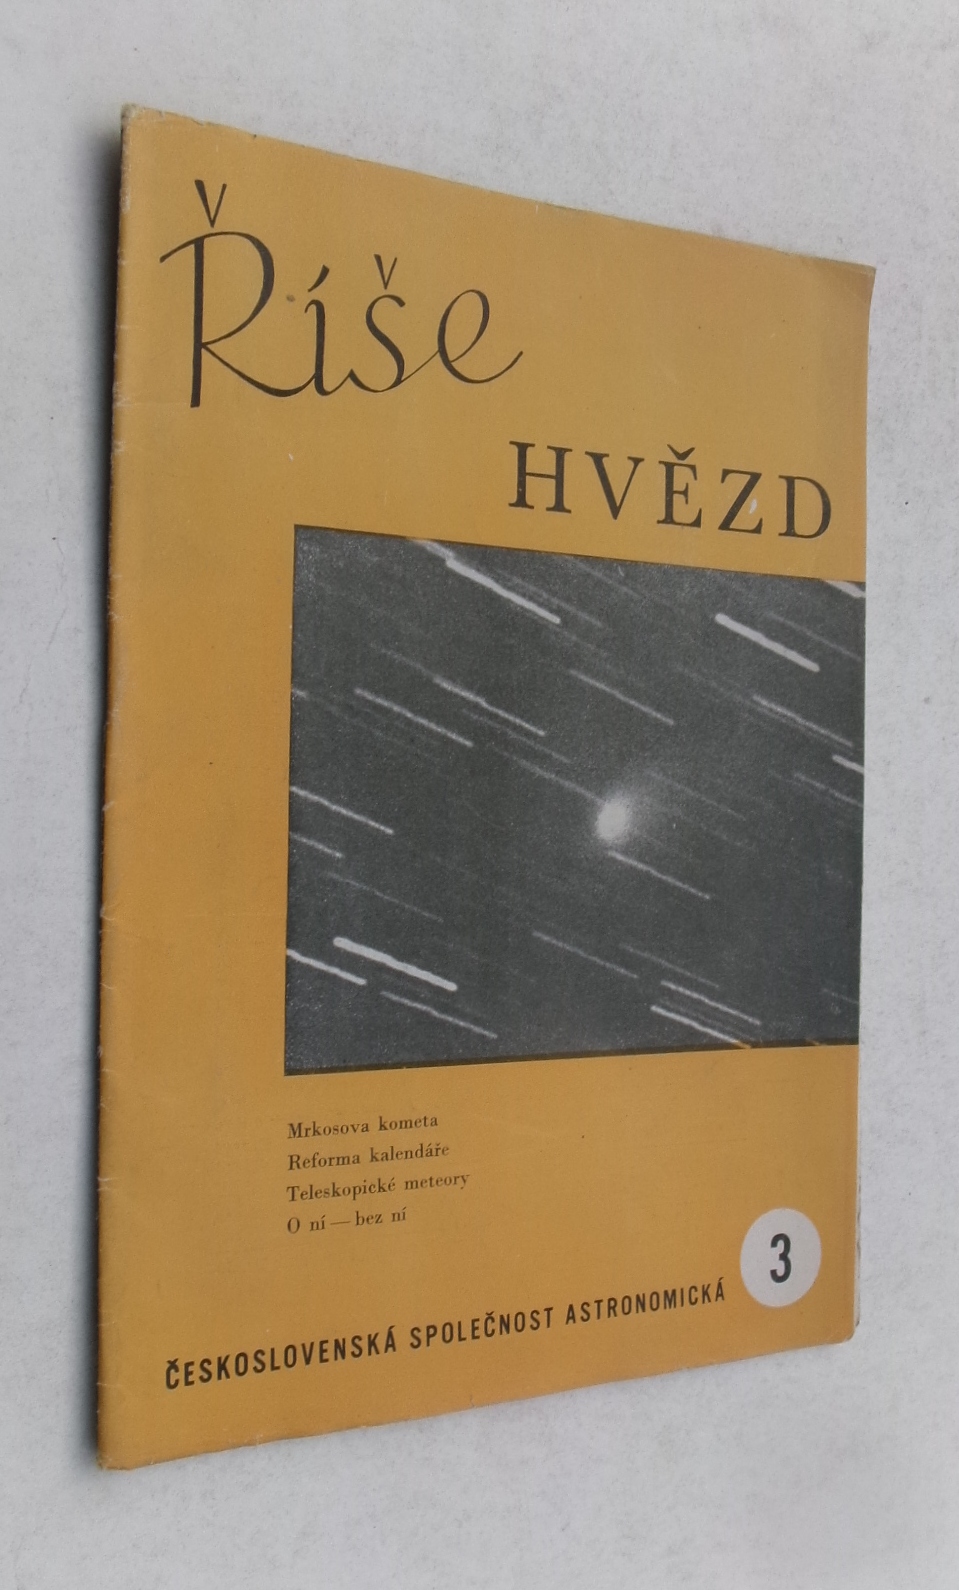 Říše
HVĚZD
Mrkosova kometa
Reforma kalendáře
Teleskopické meteory
O ní — bez ní
3
ČESKOSLOVENSKÁ SPOLEČNOST ASTRONOMICKÁ